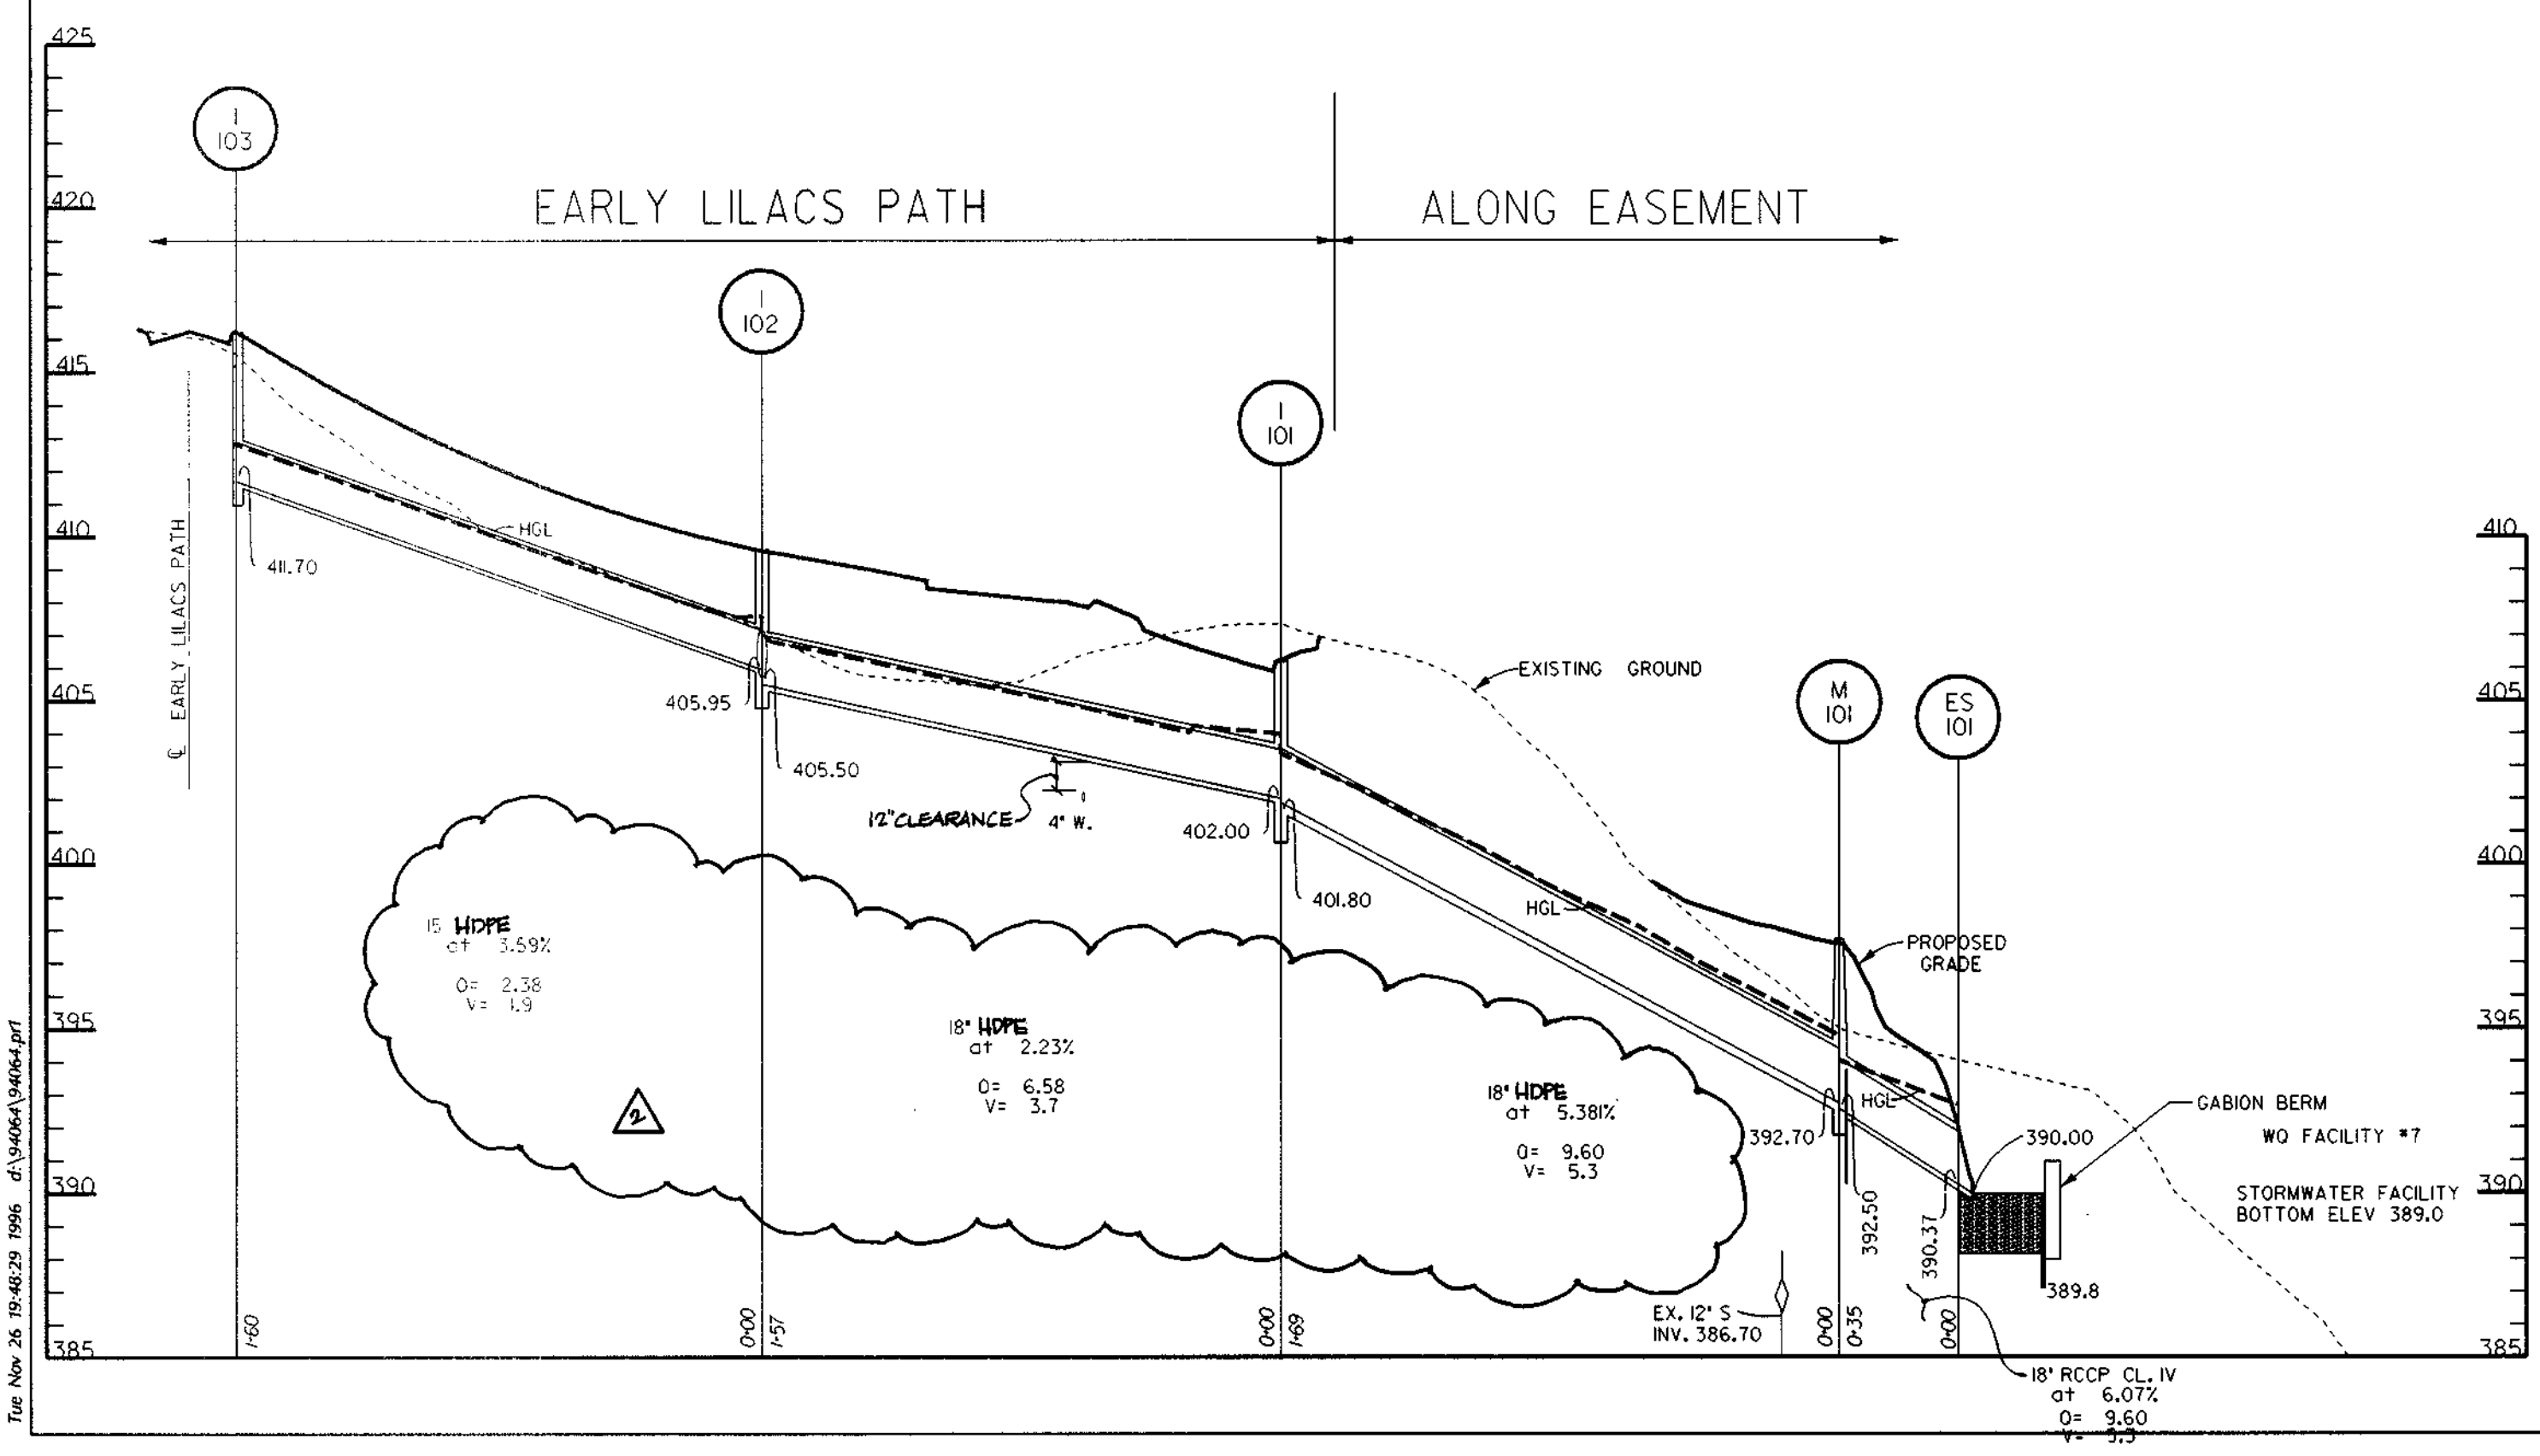 425
420
415
410
405
400
395
390
385
410
405
400
395
390
385
I
103
I
102
I
101
M
101
ES
101
EARLY LILACS PATH
ALONG EASEMENT
℄ EARLY LILACS PATH
HGL
411.70
405.95
405.50
12" CLEARANCE
4" W.
402.00
401.80
EXISTING GROUND
HGL
PROPOSED
GRADE
HGL
392.70
392.50
390.37
390.00
GABION BERM
WQ FACILITY #7
STORMWATER FACILITY
BOTTOM ELEV 389.0
389.8
15 HDPE
at 3.59%
Q= 2.38
V= 1.9
18" HDPE
at 2.23%
Q= 6.58
V= 3.7
18" HDPE
at 5.381%
Q= 9.60
V= 5.3
2
EX. 12" S
INV. 386.70
1+60
0+00
1+57
0+00
1+69
0+00
0+35
0+00
18" RCCP CL. IV
at 6.07%
Q= 9.60
Tue Nov 26 19:48:29 1996 d:\94064\94064.pr1